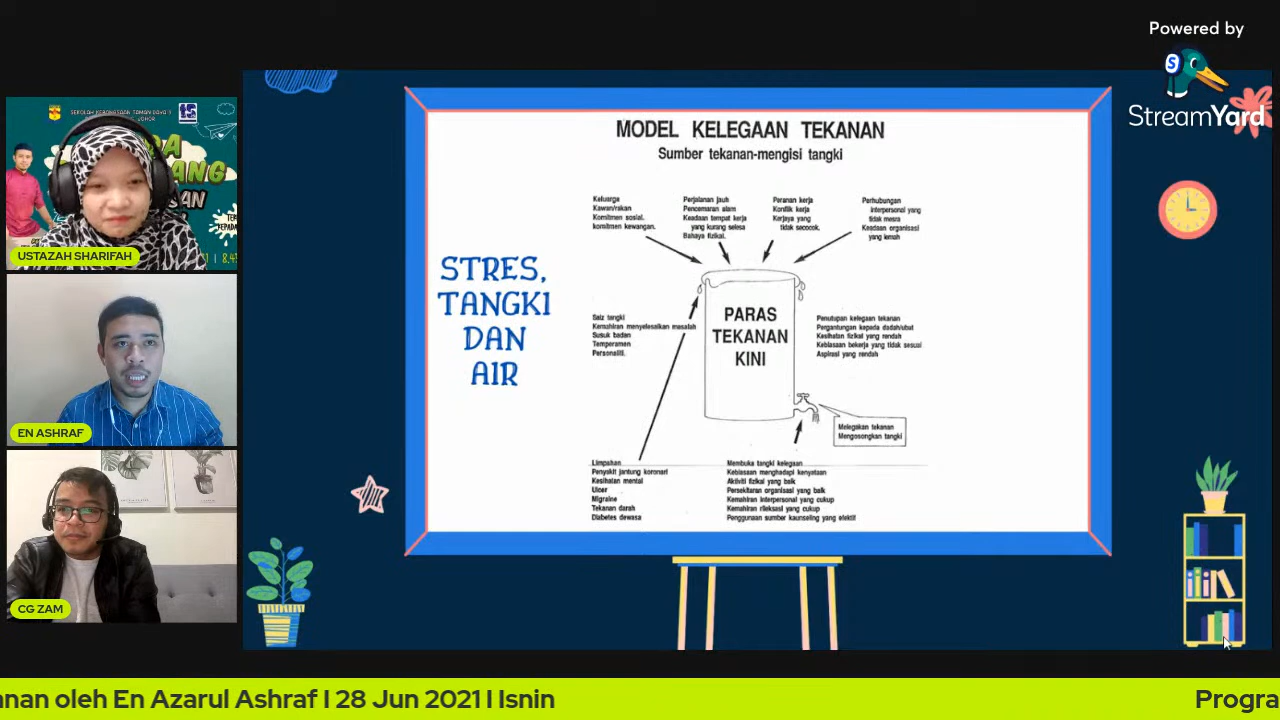 Powered by
StreamYard
SEKOLAH KEBANGSAAN TAMAN DAYA 3
JOHOR
USTAZAH SHARIFAH
EN ASHRAF
CG ZAM
STRES,
TANGKI
DAN
AIR
MODEL KELEGAAN TEKANAN
Sumber tekanan-mengisi tangki
Keluarga
Kawan/rakan
Komitmen sosial.
komitmen kewangan.
Perjalanan jauh
Pencemaran alam
Keadaan tempat kerja
yang kurang selesa
Bahaya fizikal.
Peranan kerja
Konflik kerja
Kerjaya yang
tidak secocok.
Perhubungan
interpersonal yang
tidak mesra
Keadaan organisasi
yang lemah
Saiz tangki
Kemahiran menyelesaikan masalah
Susuk badan
Temperamen
Personaliti.
PARAS
TEKANAN
KINI
Penutupan kelegaan tekanan
Pergantungan kepada dadah/ubat
Kesihatan fizikal yang rendah
Kebiasaan bekerja yang tidak sesuai
Aspirasi yang rendah
Melegakan tekanan
Mengosongkan tangki
Limpahan
Penyakit jantung koronari
Kesihatan mental
Ulcer
Migraine
Tekanan darah
Diabetes dewasa
Membuka tangki kelegaan
Kebiasaan menghadapi kenyataan
Aktiviti fizikal yang baik
Persekitaran organisasi yang baik
Kemahiran interpersonal yang cukup
Kemahiran rileksasi yang cukup
Penggunaan sumber kaunseling yang efektif
anan oleh En Azarul Ashraf I 28 Jun 2021 I Isnin
Progra